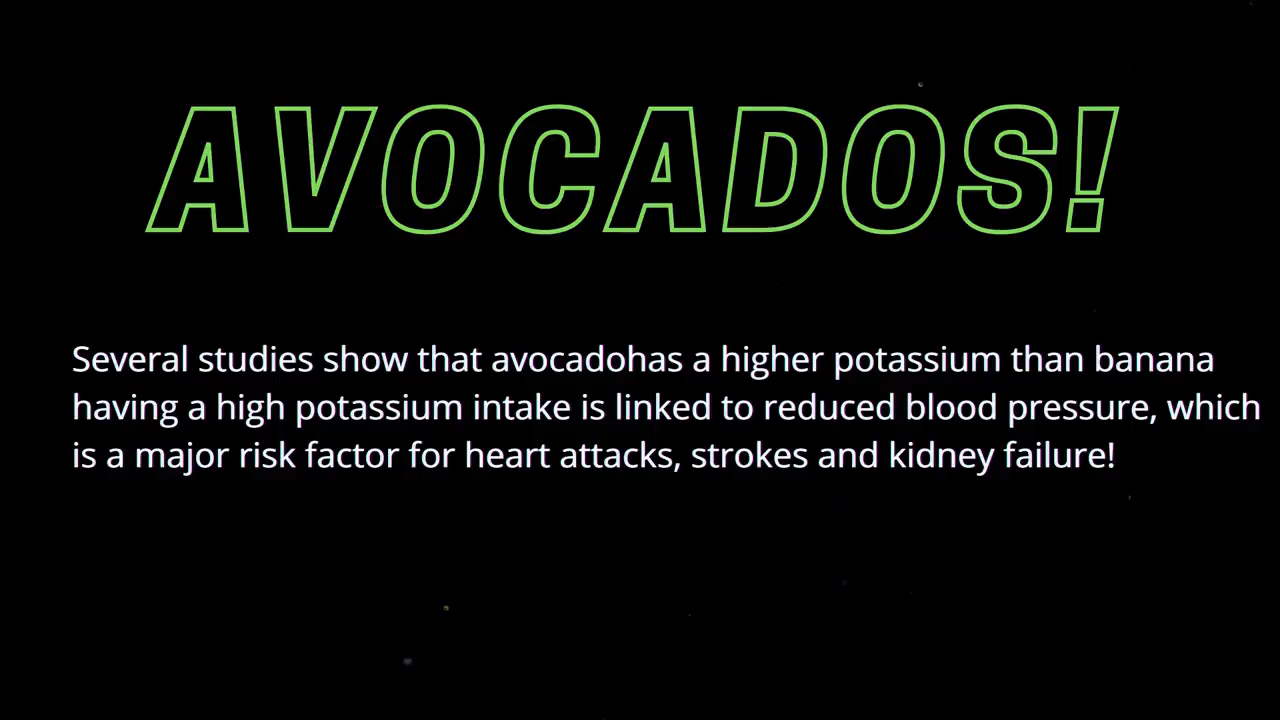 AVOCADOS!
Several studies show that avocadohas a higher potassium than banana
having a high potassium intake is linked to reduced blood pressure, which
is a major risk factor for heart attacks, strokes and kidney failure!